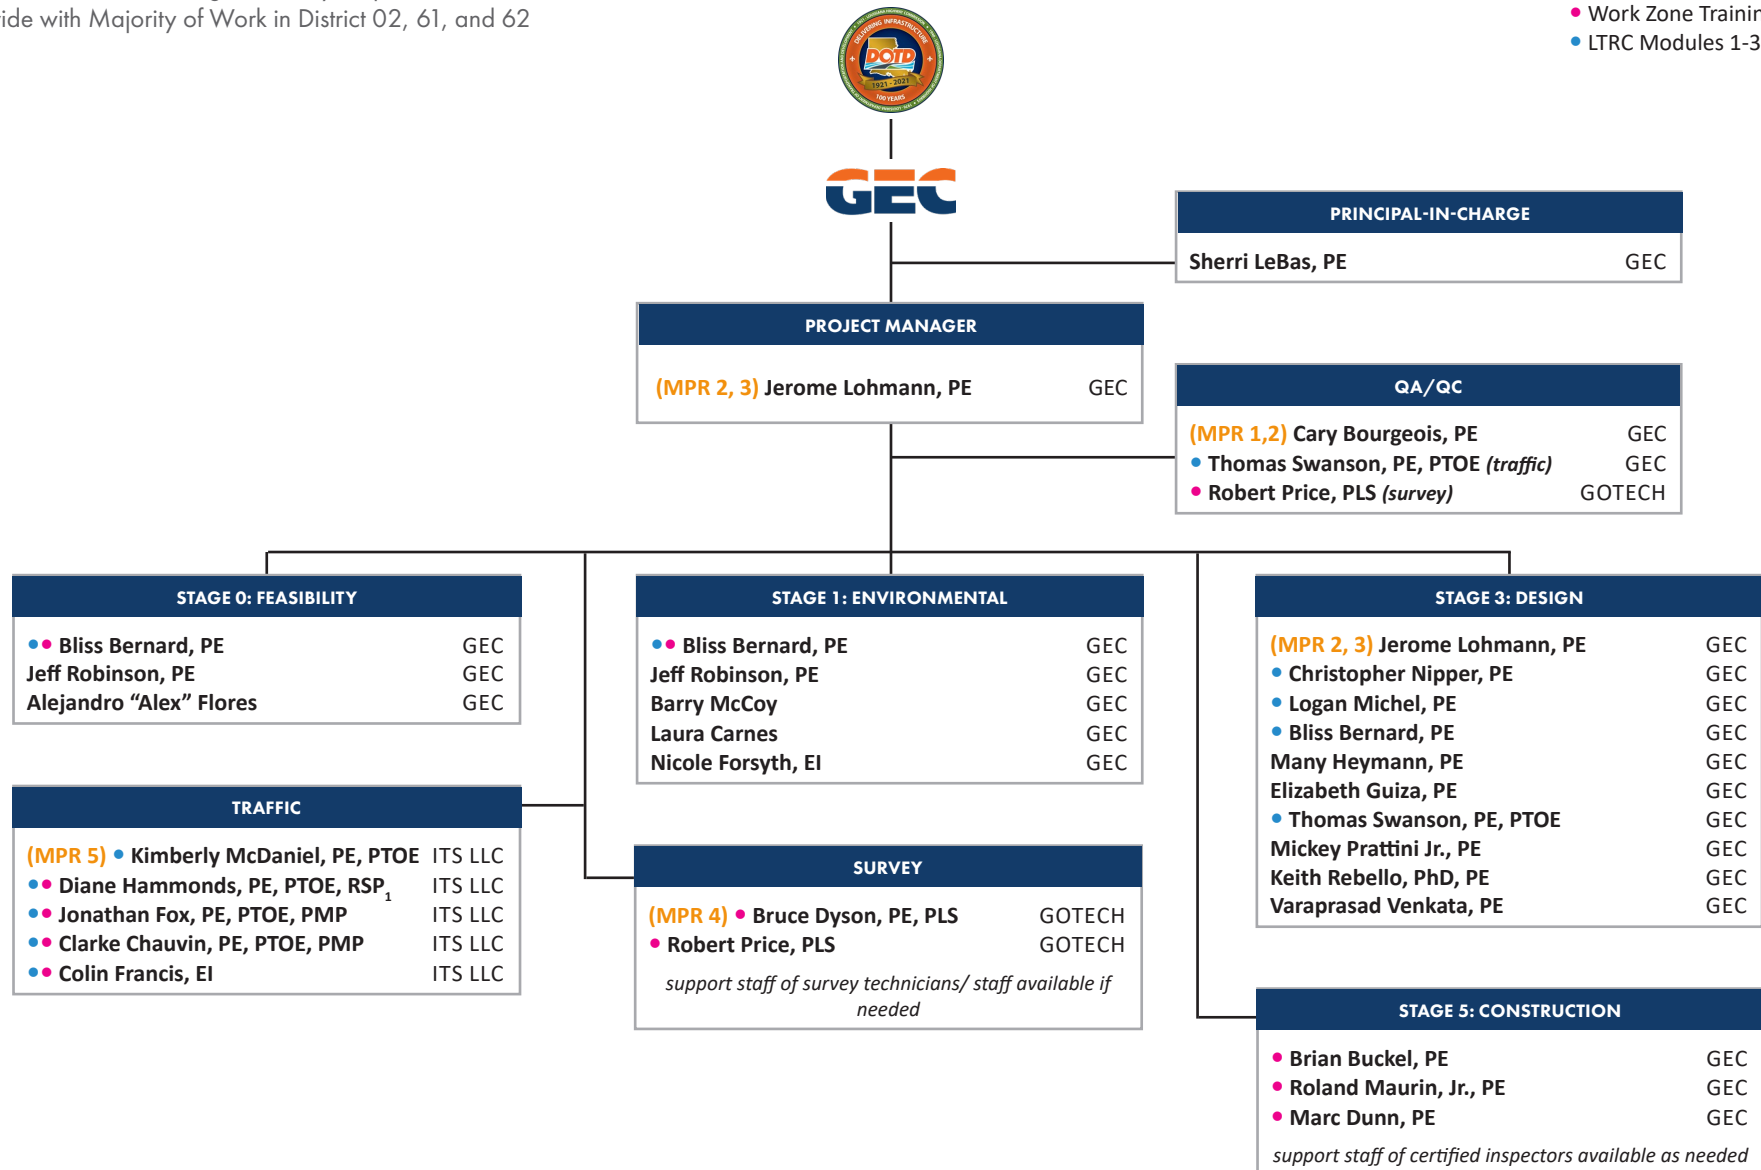 ide with Majority of Work in District 02, 61, and 62
• Work Zone Trainin
• LTRC Modules 1-3
DELIVERING INFRASTRUCTURE
DOTD
1921 - 2021
100 YEARS
GEC
PRINCIPAL-IN-CHARGE
Sherri LeBas, PE GEC
PROJECT MANAGER
(MPR 2, 3) Jerome Lohmann, PE GEC
QA/QC
(MPR 1,2) Cary Bourgeois, PE GEC
• Thomas Swanson, PE, PTOE (traffic) GEC
• Robert Price, PLS (survey) GOTECH
STAGE 0: FEASIBILITY
•• Bliss Bernard, PE GEC
Jeff Robinson, PE GEC
Alejandro “Alex” Flores GEC
TRAFFIC
(MPR 5) • Kimberly McDaniel, PE, PTOE ITS LLC
•• Diane Hammonds, PE, PTOE, RSP1 ITS LLC
•• Jonathan Fox, PE, PTOE, PMP ITS LLC
•• Clarke Chauvin, PE, PTOE, PMP ITS LLC
•• Colin Francis, EI ITS LLC
STAGE 1: ENVIRONMENTAL
•• Bliss Bernard, PE GEC
Jeff Robinson, PE GEC
Barry McCoy GEC
Laura Carnes GEC
Nicole Forsyth, EI GEC
SURVEY
(MPR 4) • Bruce Dyson, PE, PLS GOTECH
• Robert Price, PLS GOTECH
support staff of survey technicians/ staff available if
needed
STAGE 3: DESIGN
(MPR 2, 3) Jerome Lohmann, PE GEC
• Christopher Nipper, PE GEC
• Logan Michel, PE GEC
• Bliss Bernard, PE GEC
Many Heymann, PE GEC
Elizabeth Guiza, PE GEC
• Thomas Swanson, PE, PTOE GEC
Mickey Prattini Jr., PE GEC
Keith Rebello, PhD, PE GEC
Varaprasad Venkata, PE GEC
STAGE 5: CONSTRUCTION
• Brian Buckel, PE GEC
• Roland Maurin, Jr., PE GEC
• Marc Dunn, PE GEC
support staff of certified inspectors available as needed